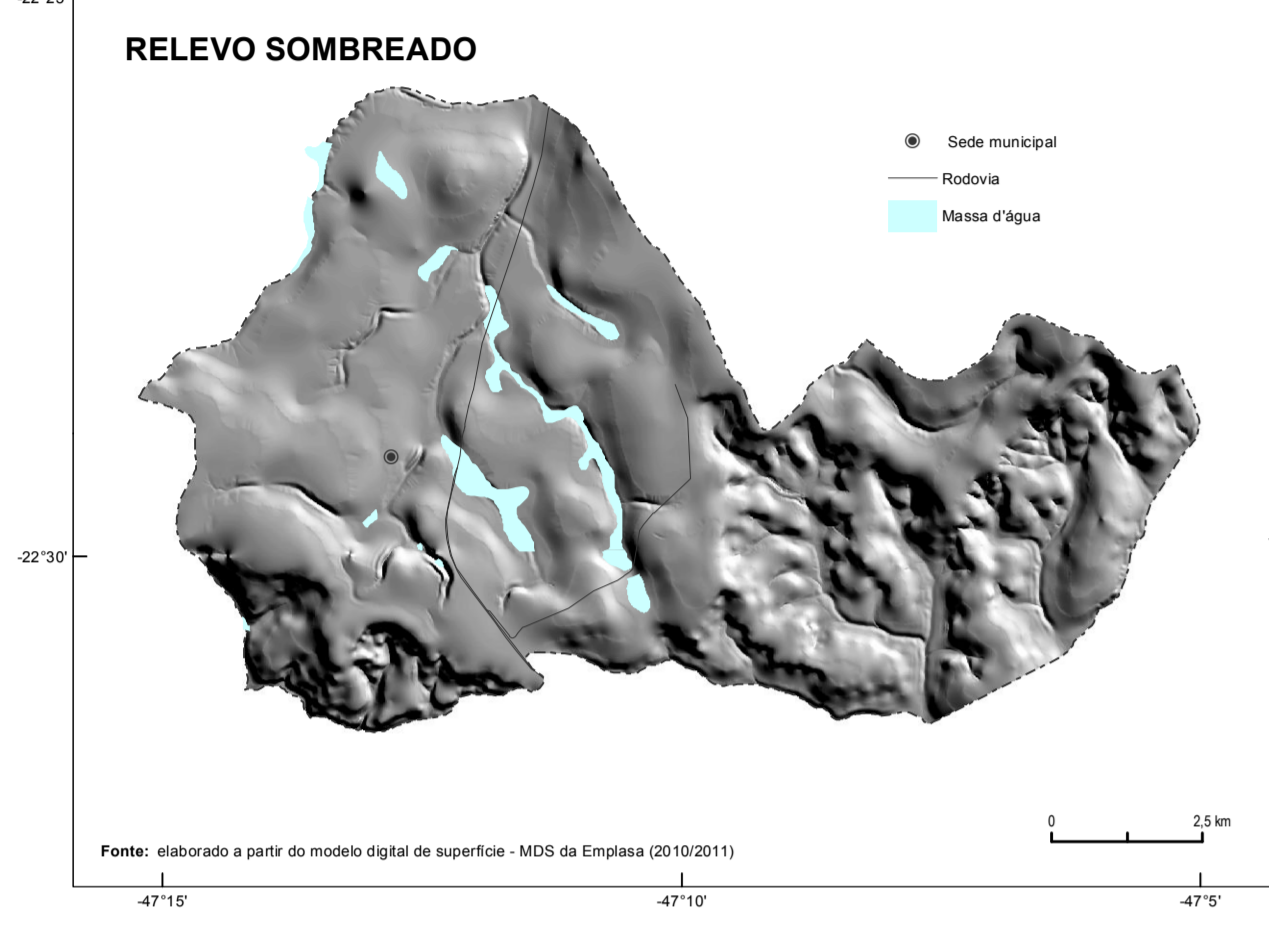 RELEVO SOMBREADO
Sede municipal
Rodovia
Massa d'água
-22°30'
0 2,5 km
Fonte: elaborado a partir do modelo digital de superfície - MDS da Emplasa (2010/2011)
-47°15' -47°10' -47°5'